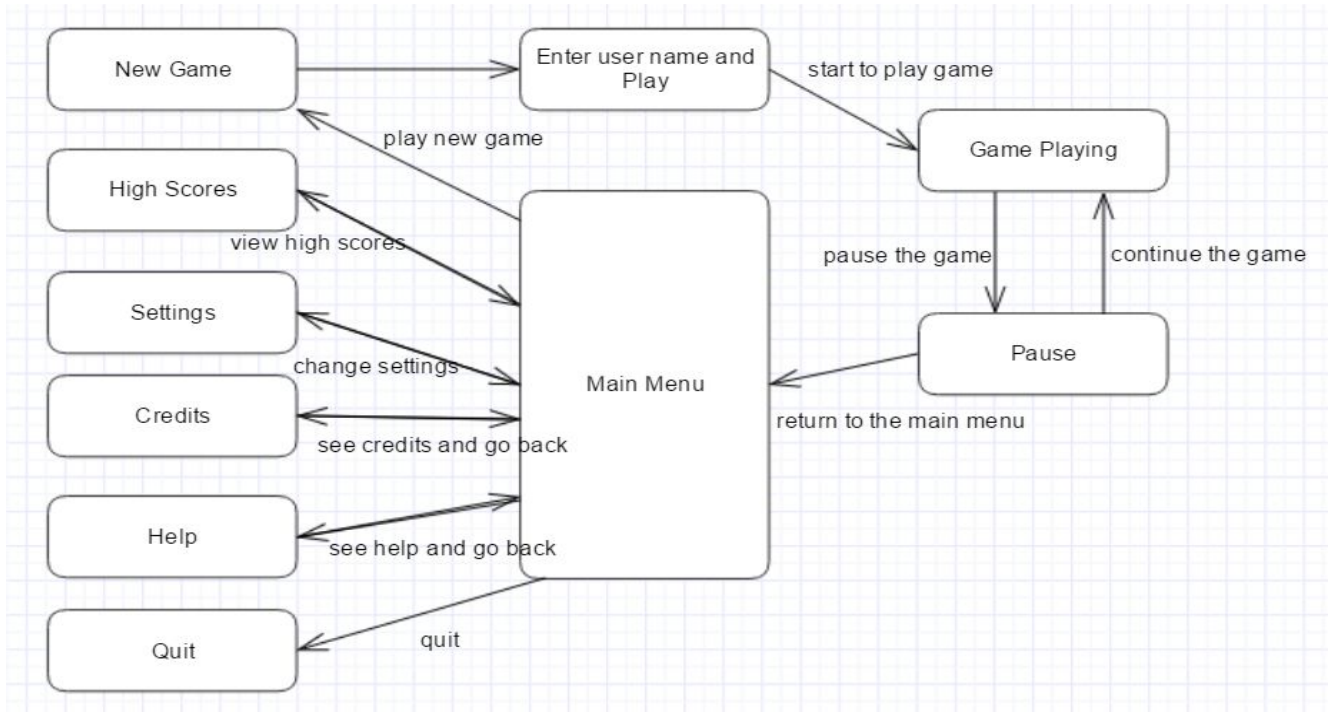 New Game
Enter user name and
Play
start to play game
Game Playing
play new game
High Scores
view high scores
pause the game
continue the game
Settings
change settings
Main Menu
Pause
return to the main menu
Credits
see credits and go back
Help
see help and go back
Quit
quit